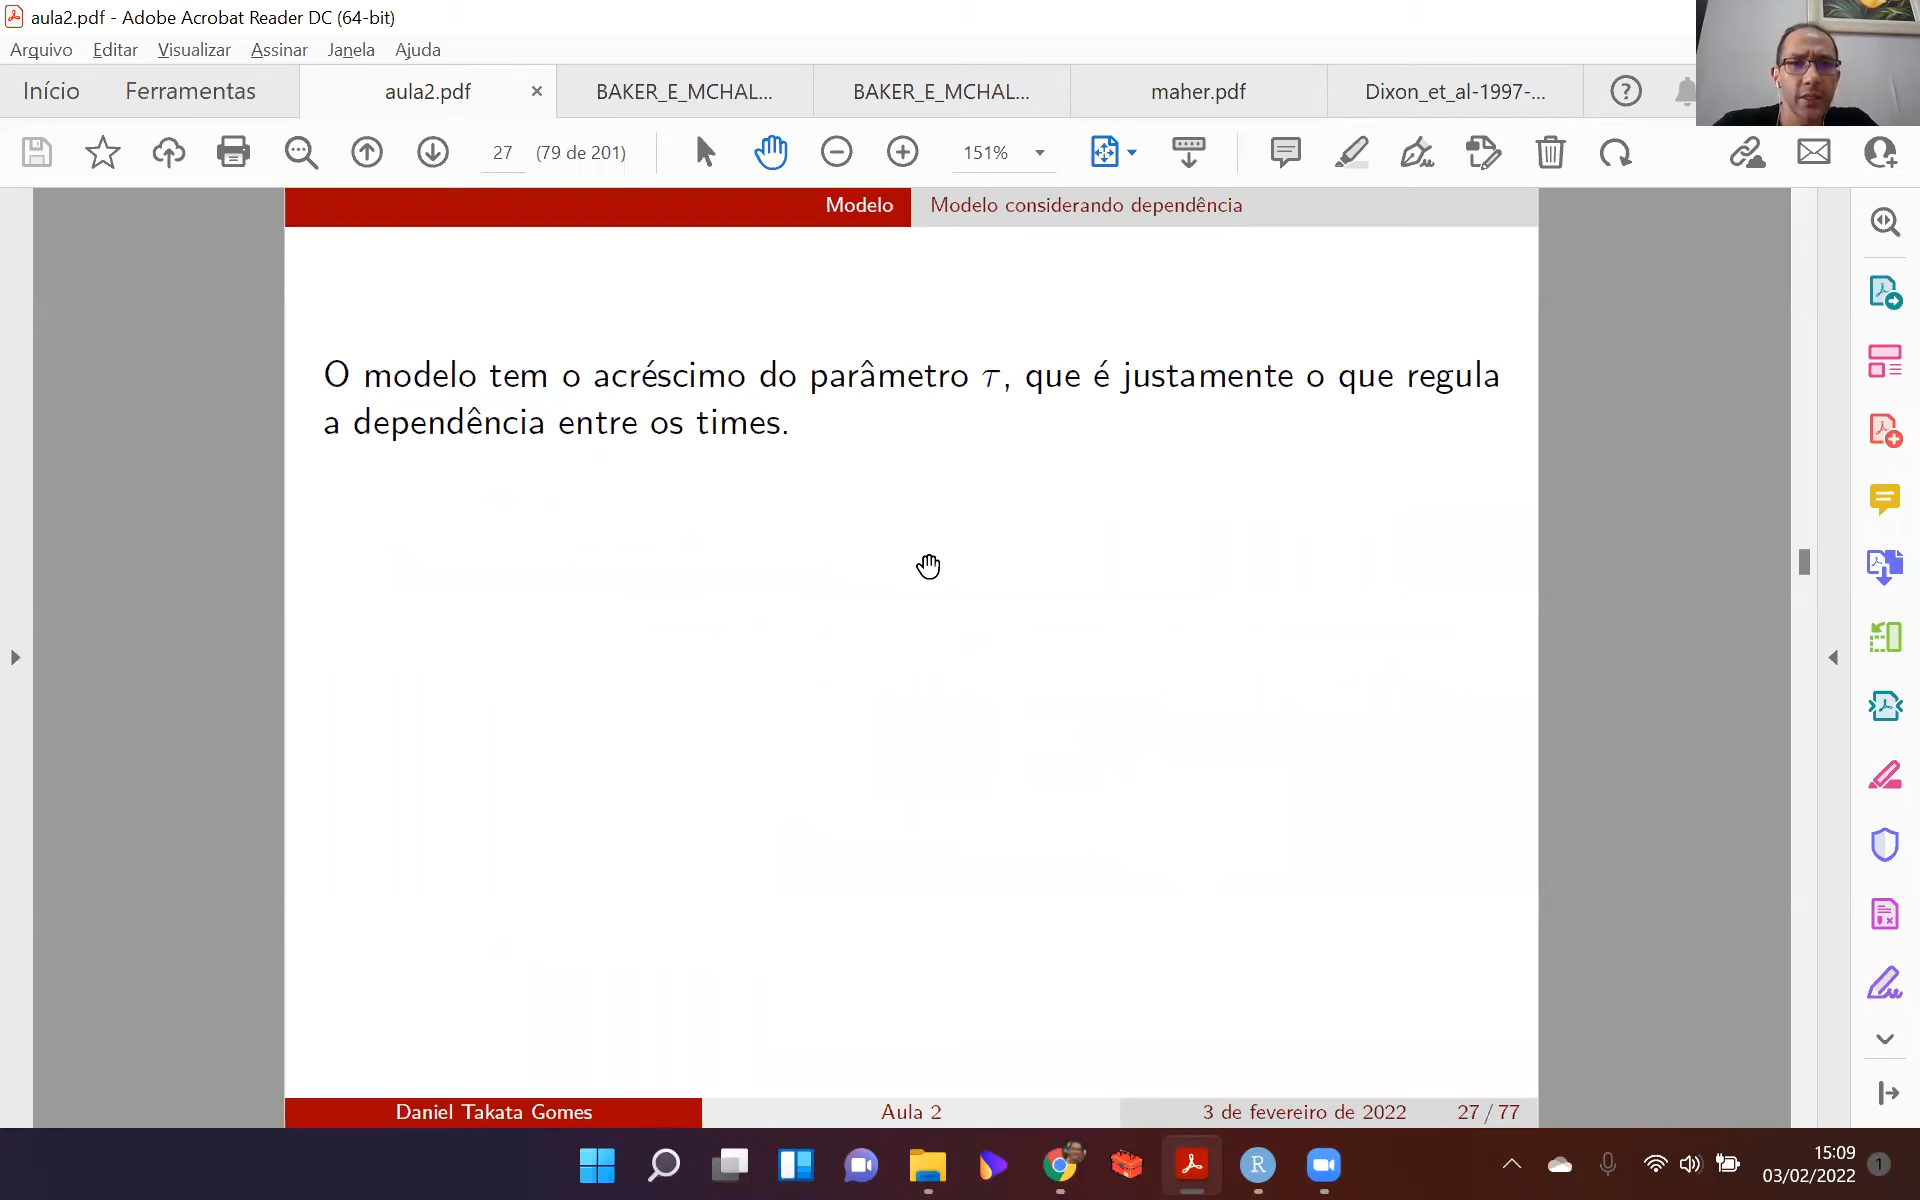 aula2.pdf - Adobe Acrobat Reader DC (64-bit)
Arquivo Editar Visualizar Assinar Janela Ajuda
Início Ferramentas aula2.pdf × BAKER_E_MCHAL... BAKER_E_MCHAL... maher.pdf Dixon_et_al-1997-...
27 (79 de 201) 151%
Modelo Modelo considerando dependência
O modelo tem o acréscimo do parâmetro τ, que é justamente o que regula
a dependência entre os times.
Daniel Takata Gomes Aula 2 3 de fevereiro de 2022 27 / 77
15:09
03/02/2022 1